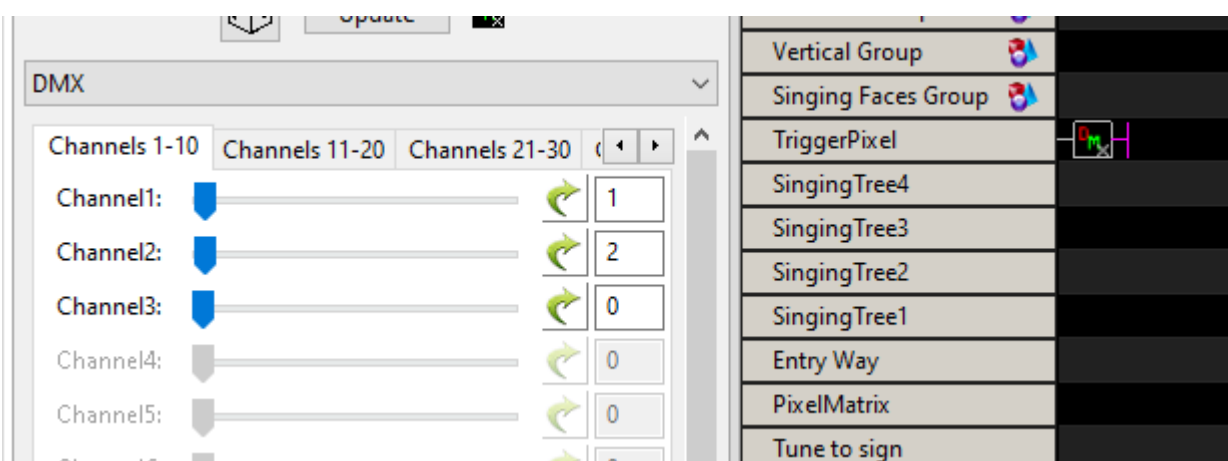 Update
DMX
Channels 1-10 Channels 11-20 Channels 21-30
Channel1: 1
Channel2: 2
Channel3: 0
Channel4: 0
Channel5: 0
Vertical Group
Singing Faces Group
TriggerPixel
DMX
SingingTree4
SingingTree3
SingingTree2
SingingTree1
Entry Way
PixelMatrix
Tune to sign